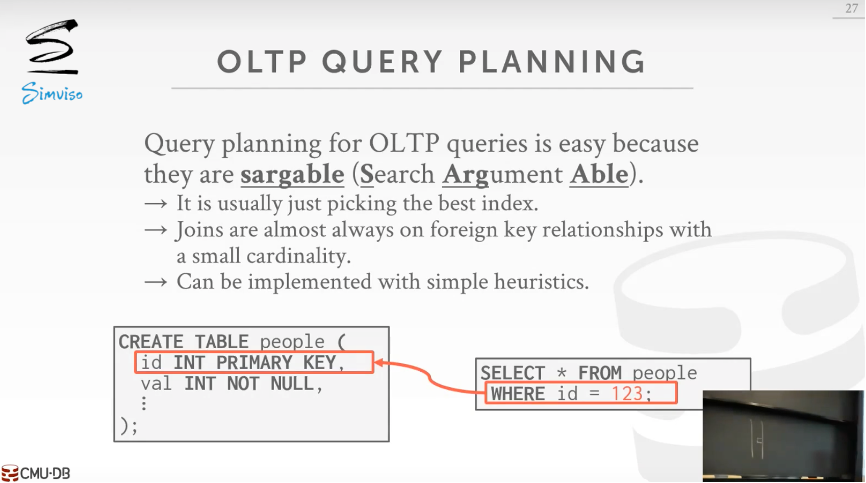 27
Simviso
OLTP QUERY PLANNING
Query planning for OLTP queries is easy because
they are sargable (Search Argument Able).
→ It is usually just picking the best index.
→ Joins are almost always on foreign key relationships with
a small cardinality.
→ Can be implemented with simple heuristics.
CREATE TABLE people (
id INT PRIMARY KEY,
val INT NOT NULL,
⋮
);
SELECT * FROM people
WHERE id = 123;
CMU·DB